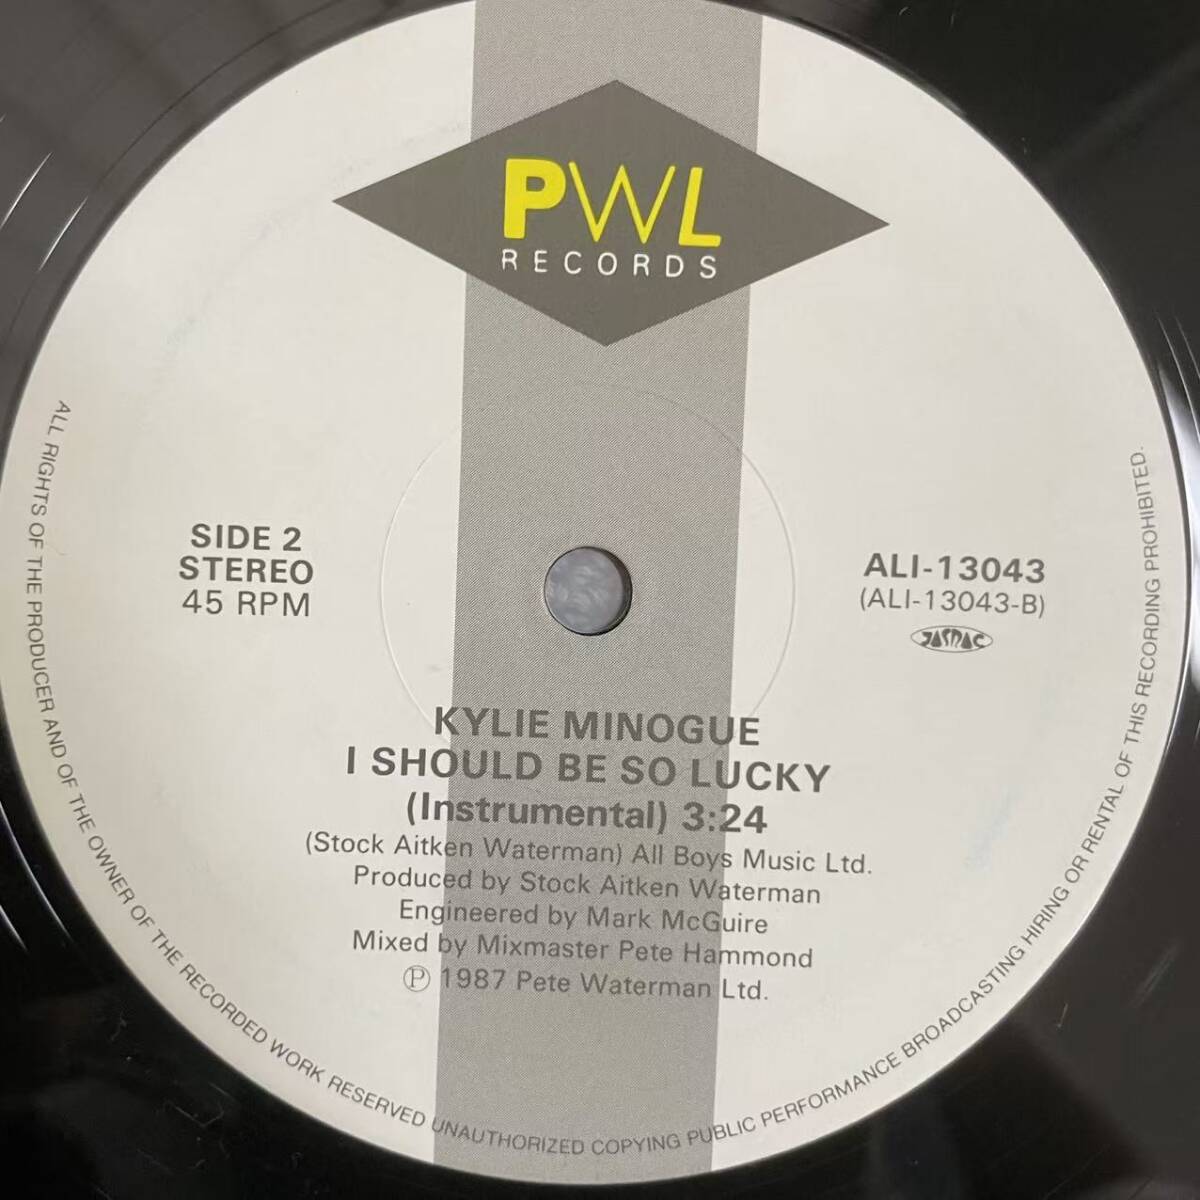 PWL
RECORDS
SIDE 2
STEREO
45 RPM
ALI-13043
(ALI-13043-B)
JASRAC
KYLIE MINOGUE
I SHOULD BE SO LUCKY
(Instrumental) 3:24
(Stock Aitken Waterman) All Boys Music Ltd.
Produced by Stock Aitken Waterman
Engineered by Mark McGuire
Mixed by Mixmaster Pete Hammond
Ⓟ 1987 Pete Waterman Ltd.
ALL RIGHTS OF THE PRODUCER AND OF THE OWNER OF THE RECORDED WORK RESERVED UNAUTHORIZED COPYING PUBLIC PERFORMANCE BROADCASTING HIRING OR RENTAL OF THIS RECORDING PROHIBITED.